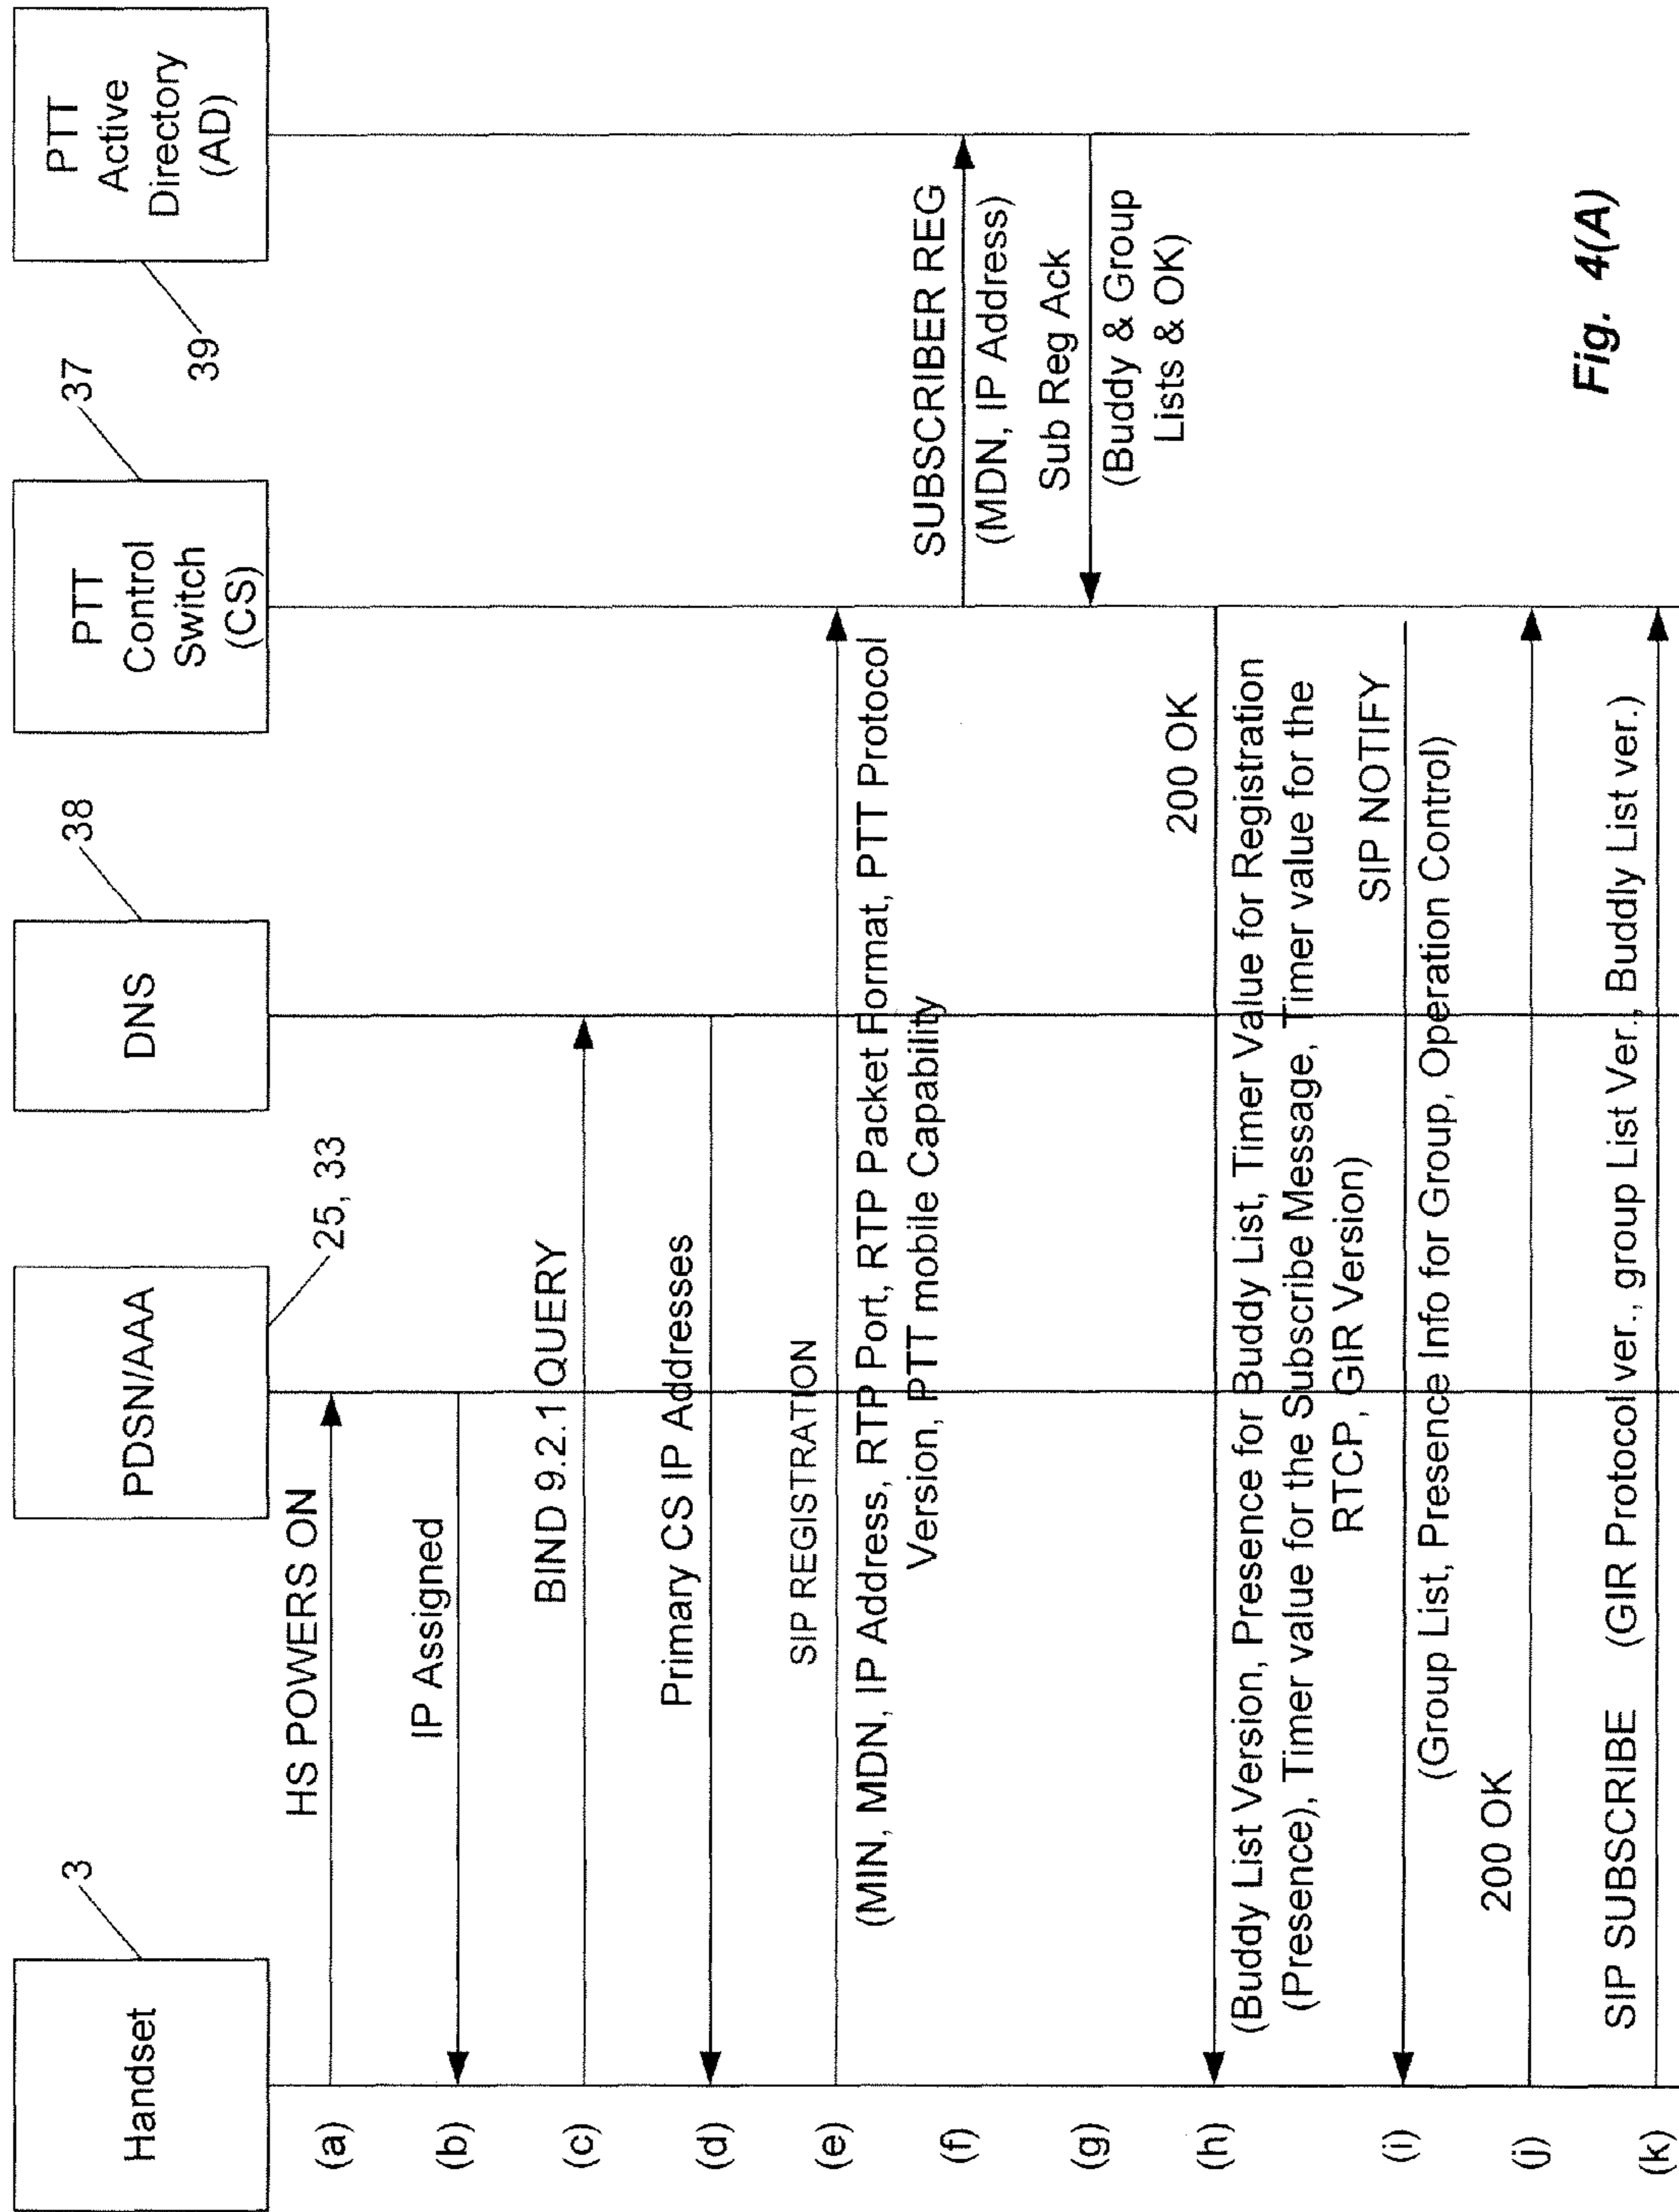 Handset
3
PDSN/AAA
25, 33
DNS
38
PTT
Control
Switch
(CS)
37
PTT
Active
Directory
(AD)
39
(a)
HS POWERS ON
(b)
IP Assigned
(c)
BIND 9.2.1 QUERY
(d)
Primary CS IP Addresses
(e)
SIP REGISTRATION
(MIN, MDN, IP Address, RTP Port, RTP Packet Format, PTT Protocol
Version, PTT mobile Capability
(f)
SUBSCRIBER REG
(MDN, IP Address)
(g)
Sub Reg Ack
(Buddy & Group
Lists & OK)
(h)
200 OK
(Buddy List Version, Presence for Buddy List, Timer Value for Registration
(Presence), Timer value for the Subscribe Message, Timer value for the
RTCP, GIR Version)
(i)
SIP NOTIFY
(Group List, Presence Info for Group, Operation Control)
(j)
200 OK
(k)
SIP SUBSCRIBE (GIR Protocol ver., group List Ver., Buddly List ver.)
Fig. 4(A)